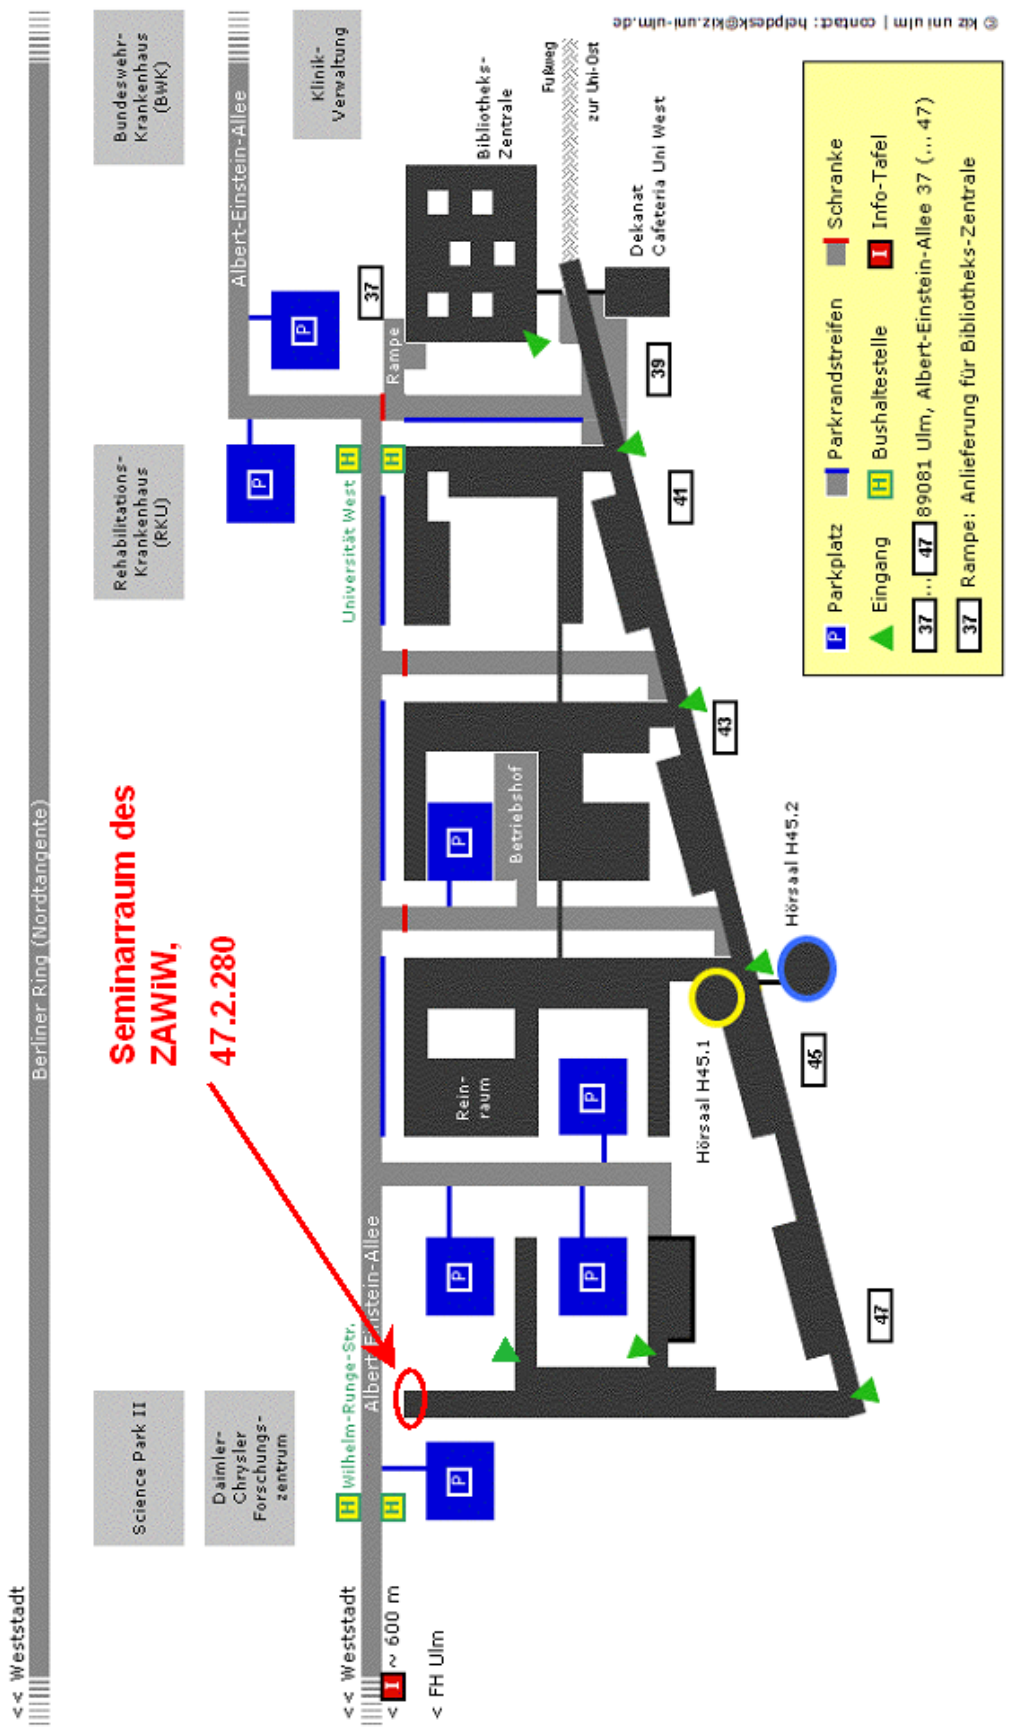 << Weststadt
Berliner Ring (Nordtangente)
Science Park II
Daimler-
Chrysler
Forschungs-
zentrum
Rehabilitations-
Krankenhaus
(RKU)
Bundeswehr-
Krankenhaus
(BWK)
Klinik-
Verwaltung
Seminarraum des
ZAWiW,
47.2.280
<< Weststadt
H
Wilhelm-Runge-Str.
H
Universität West
H
H
Albert-Einstein-Allee
Albert-Einstein-Allee
< I ~ 600 m
< FH Ulm
P
P
P
P
P
P
P
Rein-
raum
Betriebshof
Rampe
37
Bibliotheks-
Zentrale
Fußweg
zur Uni-Ost
Dekanat
Cafeteria Uni West
39
41
43
45
47
Hörsaal H45.1
Hörsaal H45.2
P Parkplatz
Parkrandstreifen
Schranke
Eingang
H Bushaltestelle
I Info-Tafel
37 ... 47 89081 Ulm, Albert-Einstein-Allee 37 (... 47)
37 Rampe: Anlieferung für Bibliotheks-Zentrale
© kiz uni ulm | contact: helpdesk@kiz.uni-ulm.de